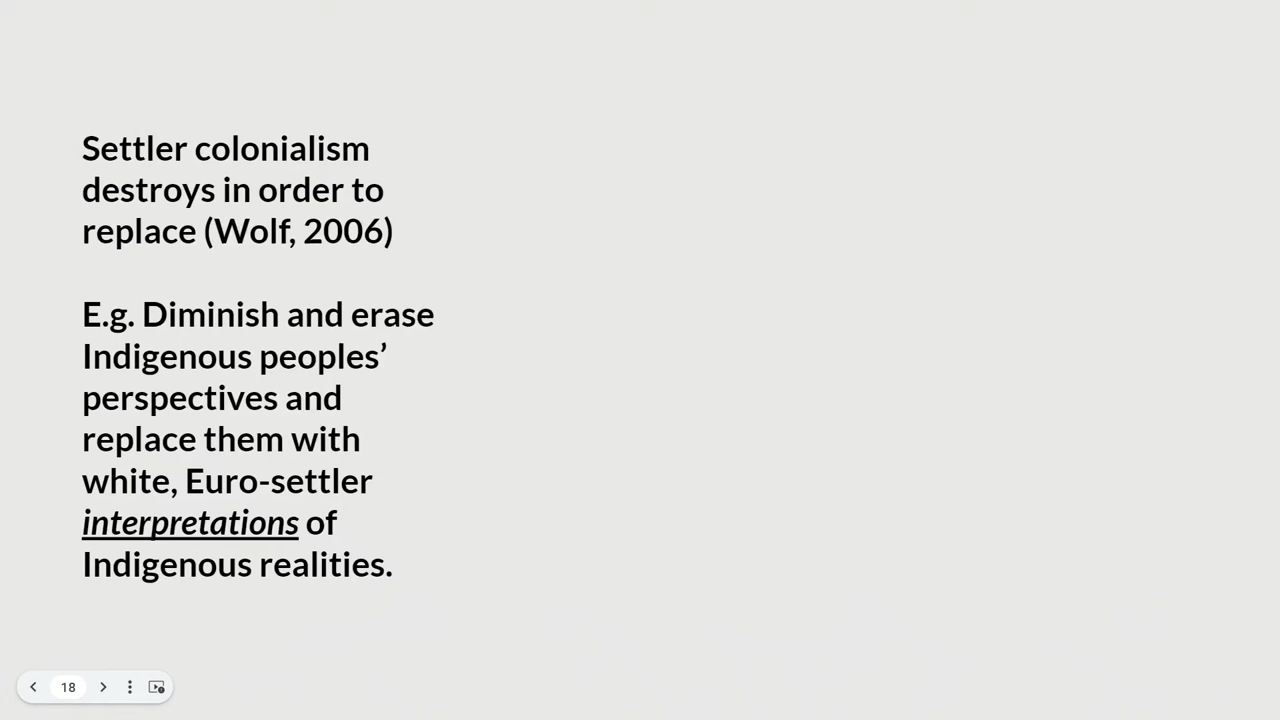 Settler colonialism
destroys in order to
replace (Wolf, 2006)
E.g. Diminish and erase
Indigenous peoples’
perspectives and
replace them with
white, Euro-settler
interpretations of
Indigenous realities.
18